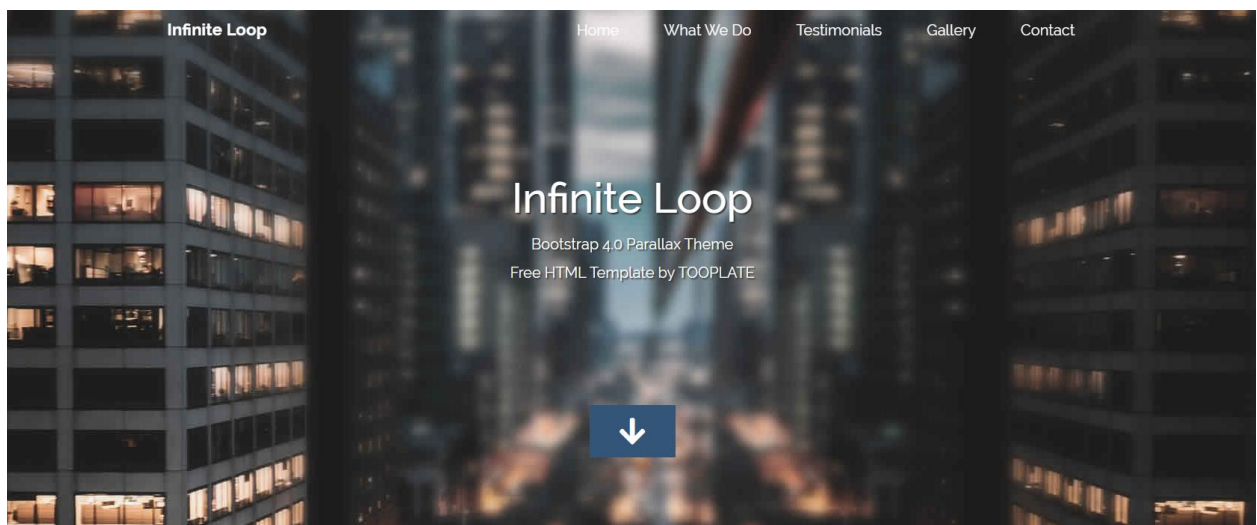 Infinite Loop
Home What We Do Testimonials Gallery Contact
Infinite Loop
Bootstrap 4.0 Parallax Theme
Free HTML Template by TOOPLATE